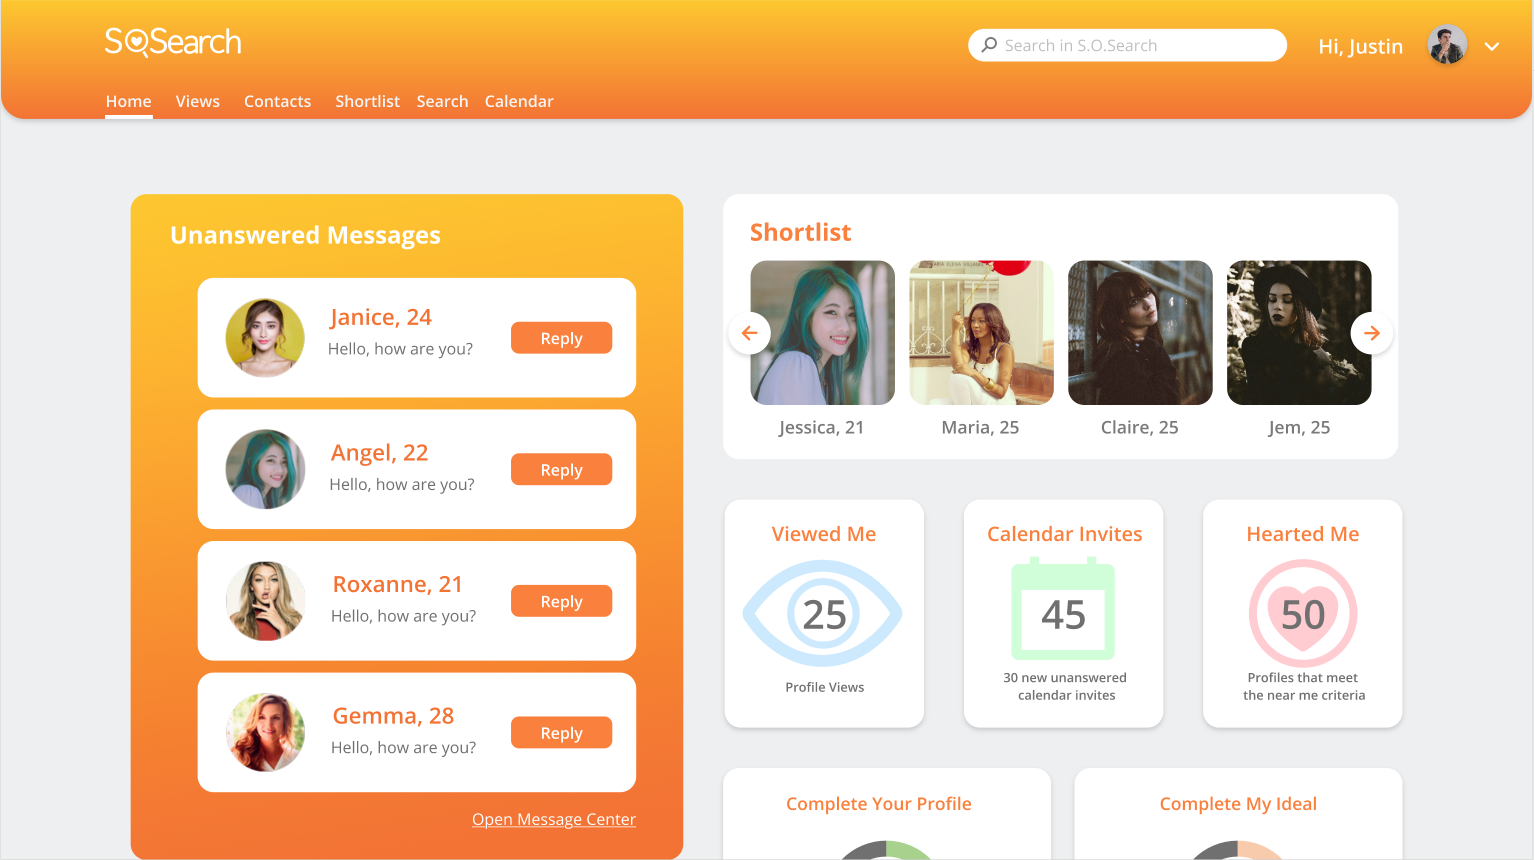 SOSearch
Search in S.O.Search
Hi, Justin
Home Views Contacts Shortlist Search Calendar
Unanswered Messages
Janice, 24
Hello, how are you?
Reply
Angel, 22
Hello, how are you?
Reply
Roxanne, 21
Hello, how are you?
Reply
Gemma, 28
Hello, how are you?
Reply
Open Message Center
Shortlist
Jessica, 21
Maria, 25
Claire, 25
Jem, 25
Viewed Me
25
Profile Views
Calendar Invites
45
30 new unanswered
calendar invites
Hearted Me
50
Profiles that meet
the near me criteria
Complete Your Profile
Complete My Ideal